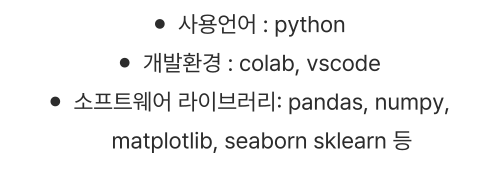 • 사용언어 : python
• 개발환경 : colab, vscode
• 소프트웨어 라이브러리: pandas, numpy,
matplotlib, seaborn sklearn 등